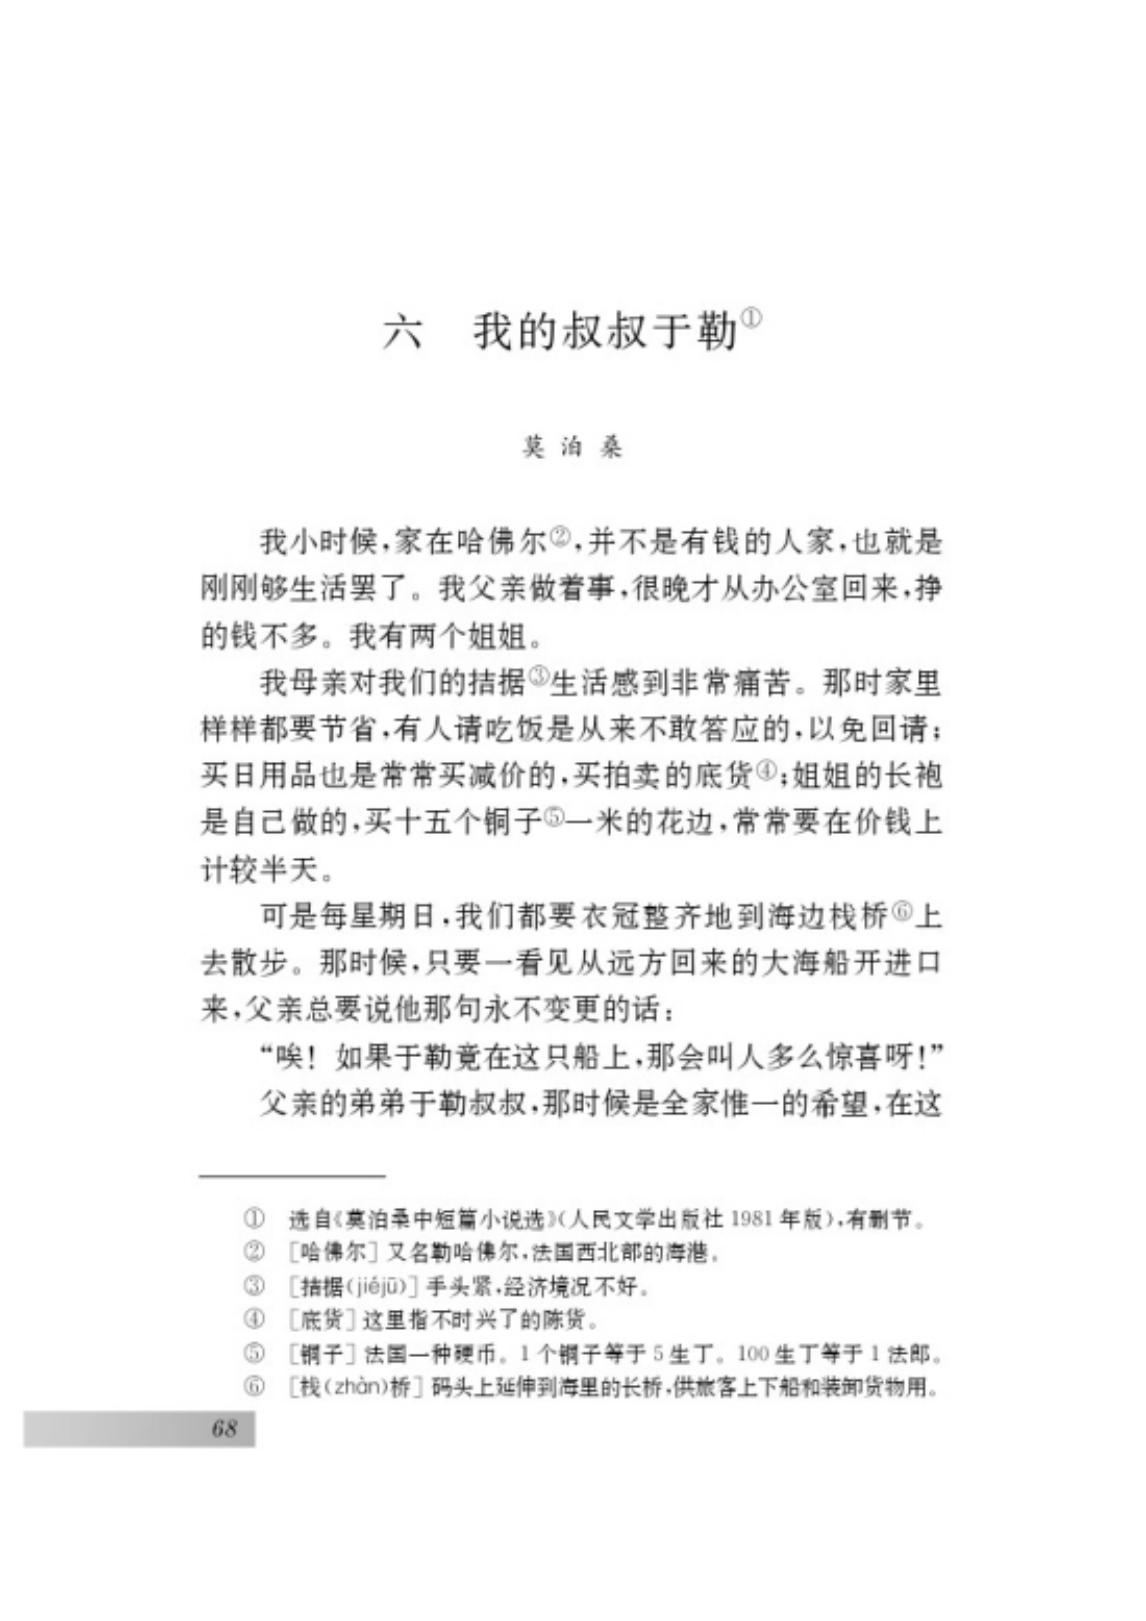 六 我的叔叔于勒①
莫泊桑
我小时候,家在哈佛尔②,并不是有钱的人家,也就是
刚刚够生活罢了。我父亲做着事,很晚才从办公室回来,挣
的钱不多。我有两个姐姐。
我母亲对我们的拮据③生活感到非常痛苦。那时家里
样样都要节省,有人请吃饭是从来不敢答应的,以免回请;
买日用品也是常常买减价的,买拍卖的底货④;姐姐的长袍
是自己做的,买十五个铜子⑤一米的花边,常常要在价钱上
计较半天。
可是每星期日,我们都要衣冠整齐地到海边栈桥⑥上
去散步。那时候,只要一看见从远方回来的大海船开进口
来,父亲总要说他那句永不变更的话:
“唉!如果于勒竟在这只船上,那会叫人多么惊喜呀!”
父亲的弟弟于勒叔叔,那时候是全家惟一的希望,在这
① 选自《莫泊桑中短篇小说选》(人民文学出版社 1981 年版),有删节。
② [哈佛尔]又名勒哈佛尔,法国西北部的海港。
③ [拮据(jiéjū)]手头紧,经济境况不好。
④ [底货]这里指不时兴了的陈货。
⑤ [铜子]法国一种硬币。1 个铜子等于 5 生丁。100 生丁等于 1 法郎。
⑥ [栈(zhàn)桥]码头上延伸到海里的长桥,供旅客上下船和装卸货物用。
68